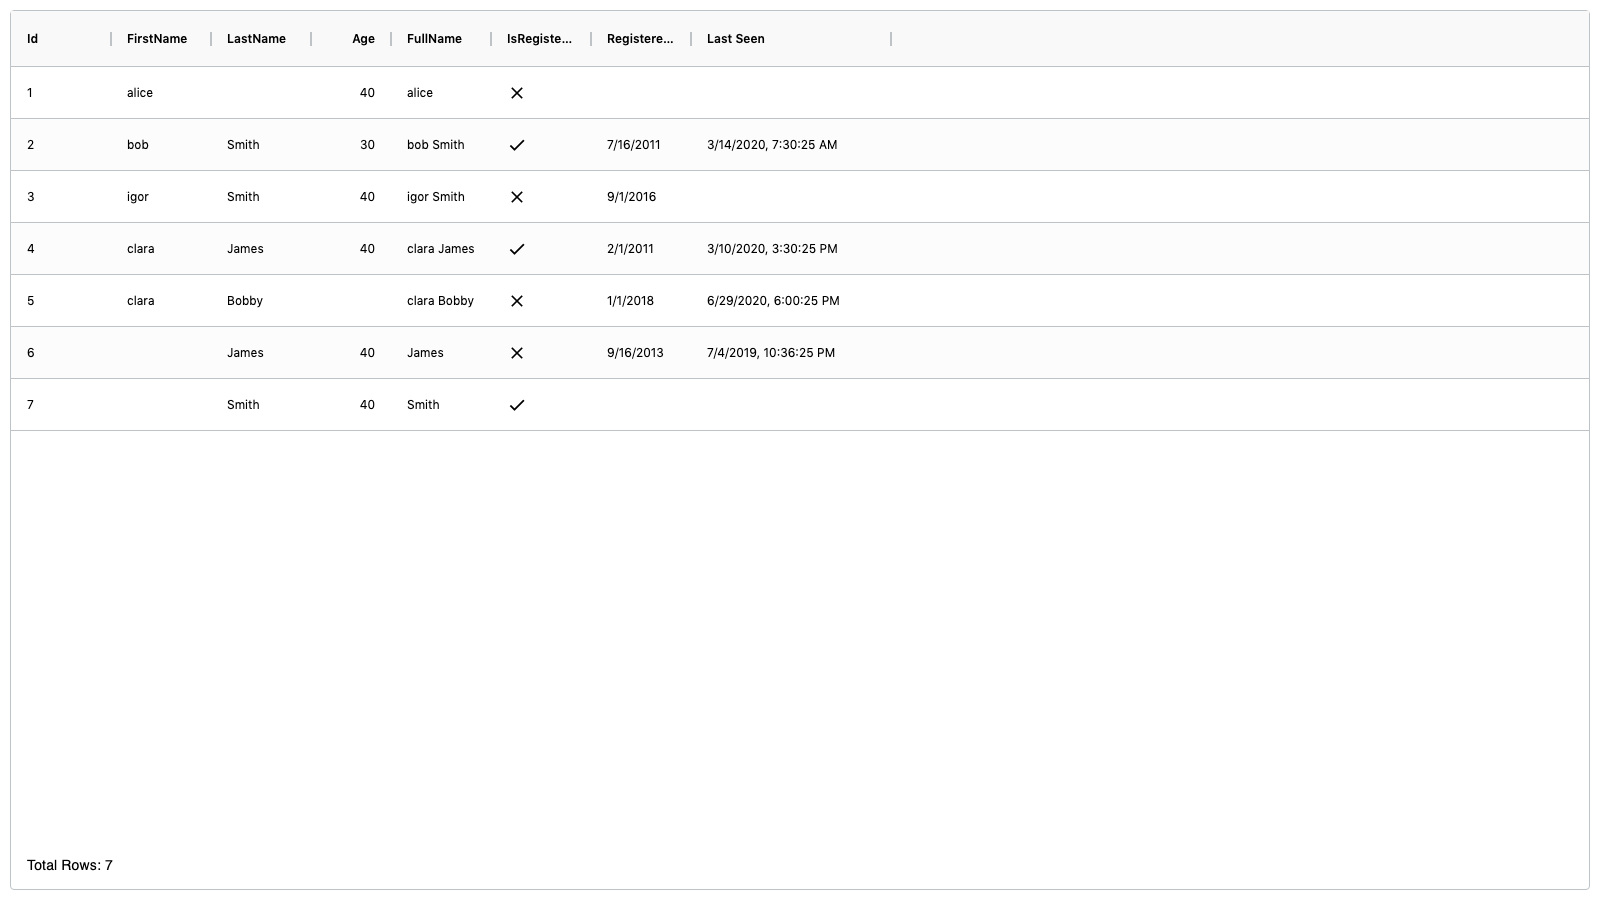 Id FirstName LastName Age FullName IsRegiste... Registere... Last Seen
1 alice 40 alice
2 bob Smith 30 bob Smith 7/16/2011 3/14/2020, 7:30:25 AM
3 igor Smith 40 igor Smith 9/1/2016
4 clara James 40 clara James 2/1/2011 3/10/2020, 3:30:25 PM
5 clara Bobby clara Bobby 1/1/2018 6/29/2020, 6:00:25 PM
6 James 40 James 9/16/2013 7/4/2019, 10:36:25 PM
7 Smith 40 Smith
Total Rows: 7